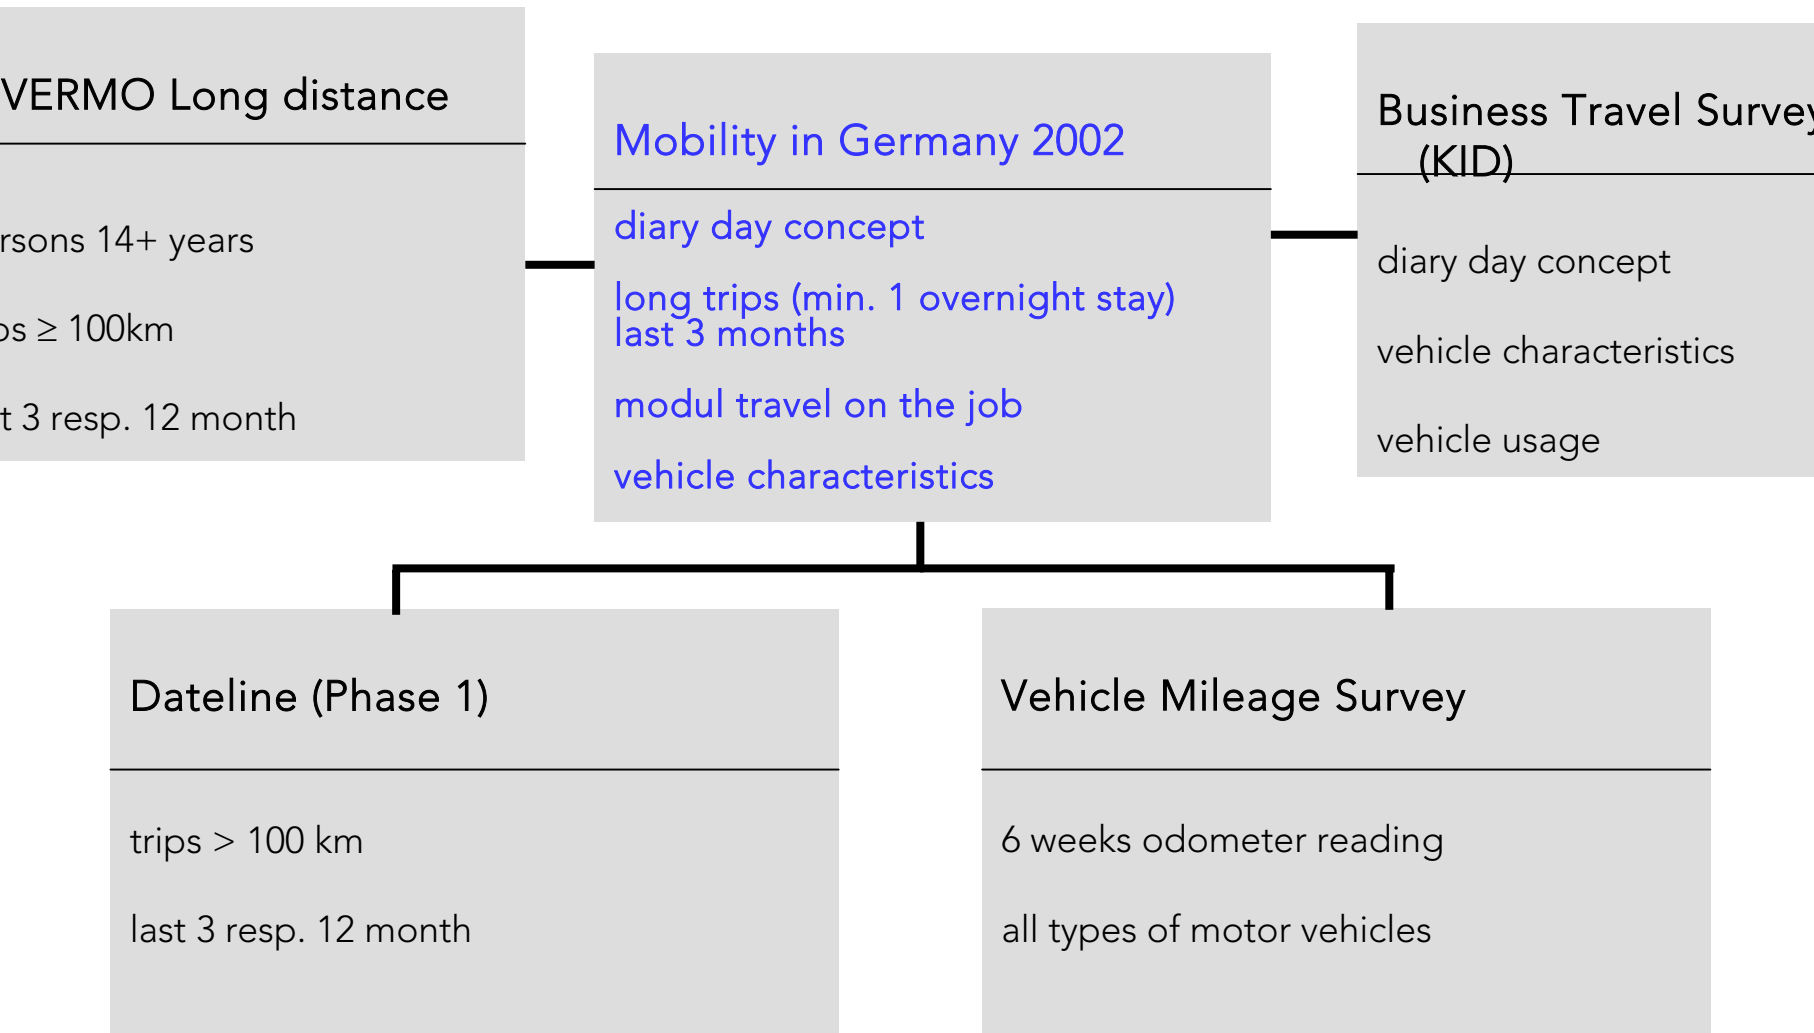 VERMO Long distance
rsons 14+ years
os ≥ 100km
t 3 resp. 12 month
Mobility in Germany 2002
diary day concept
long trips (min. 1 overnight stay)
last 3 months
modul travel on the job
vehicle characteristics
Business Travel Survey
(KID)
diary day concept
vehicle characteristics
vehicle usage
Dateline (Phase 1)
trips > 100 km
last 3 resp. 12 month
Vehicle Mileage Survey
6 weeks odometer reading
all types of motor vehicles